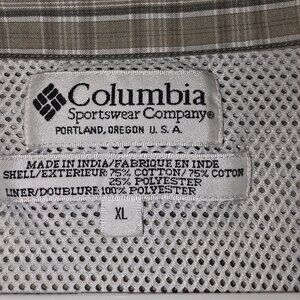 Columbia
Sportswear Company®
PORTLAND, OREGON U. S. A.
MADE IN INDIA/FABRIQUE EN INDE
SHELL/EXTERIEUR: 75% COTTON/75% COTON
25% POLYESTER
LINER/DOUBLURE: 100% POLYESTER
XL